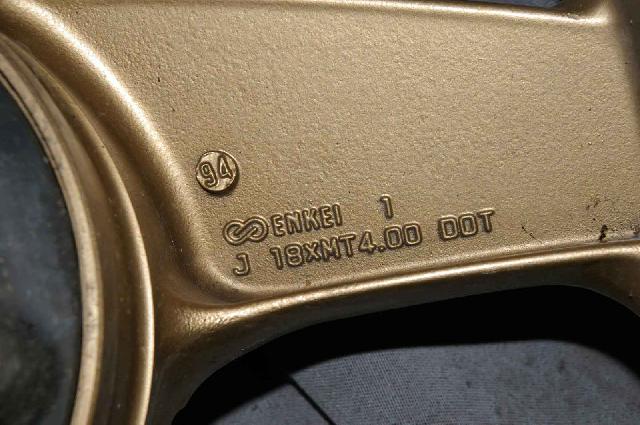 94
ENKEI 1
J 18xMT4.00 DOT